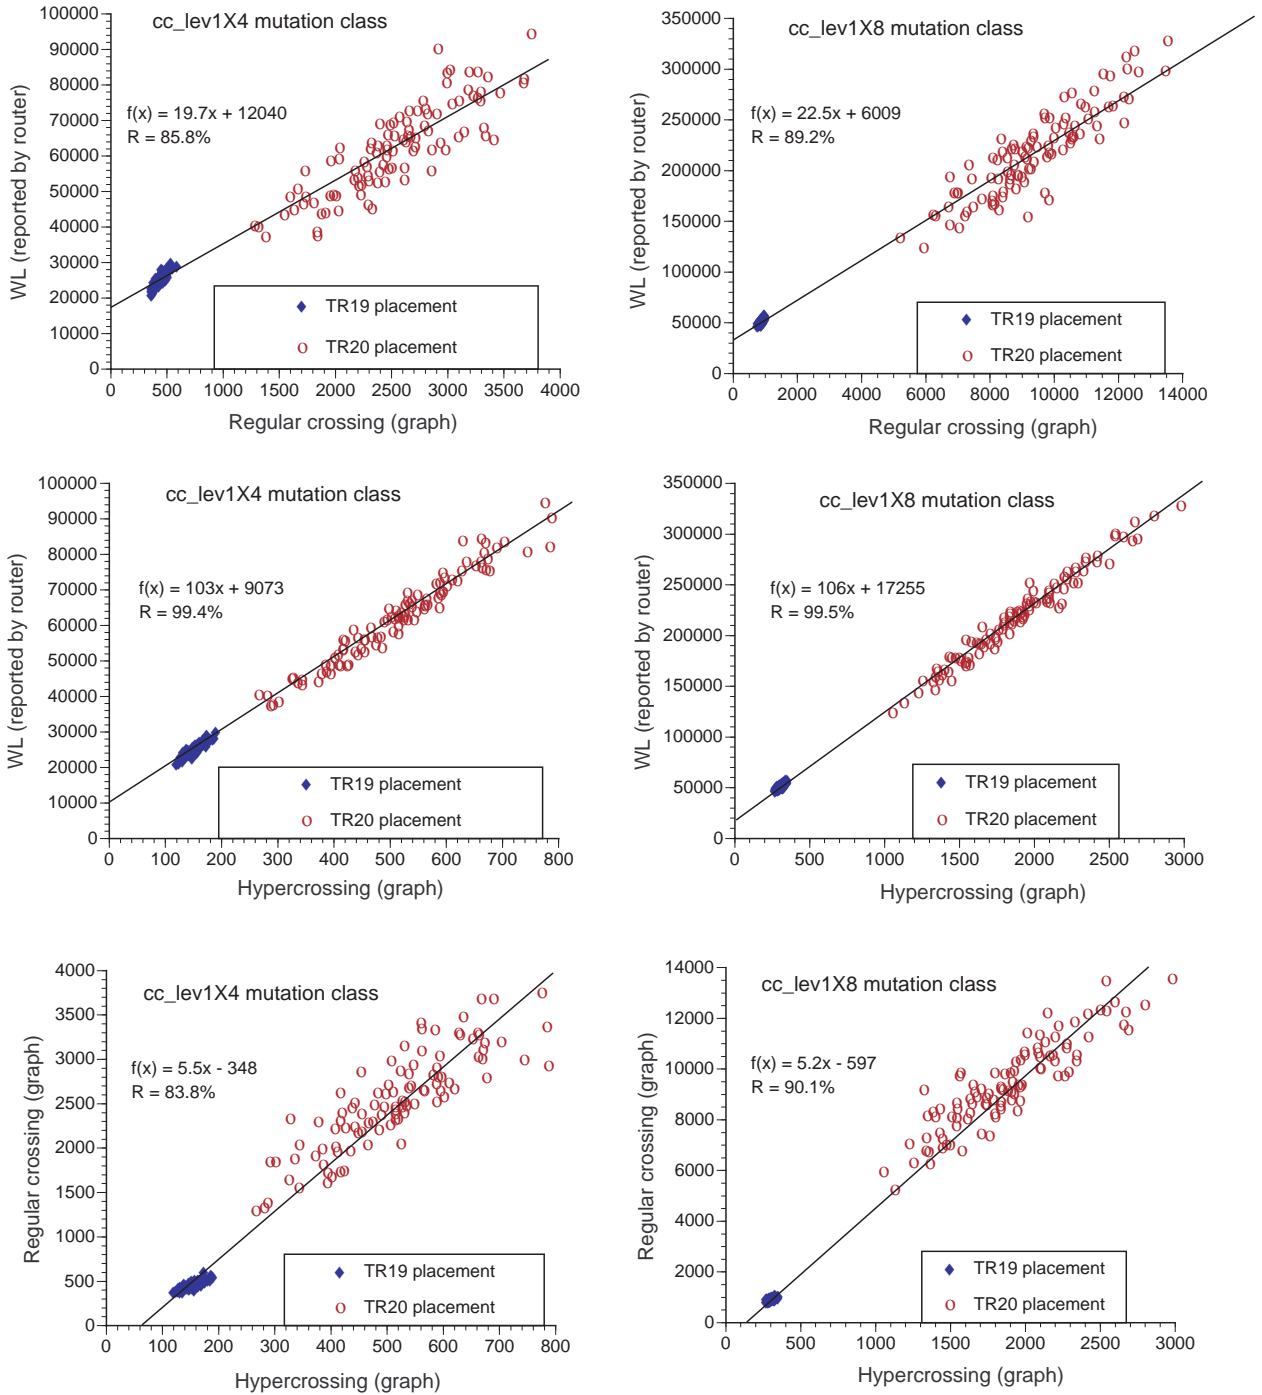 cc_lev1X4 mutation class
f(x) = 19.7x + 12040
R = 85.8%
WL (reported by router)
100000
90000
80000
70000
60000
50000
40000
30000
20000
10000
0
TR19 placement
TR20 placement
0 500 1000 1500 2000 2500 3000 3500 4000
Regular crossing (graph)
cc_lev1X8 mutation class
f(x) = 22.5x + 6009
R = 89.2%
WL (reported by router)
350000
300000
250000
200000
150000
100000
50000
0
TR19 placement
TR20 placement
0 2000 4000 6000 8000 10000 12000 14000
Regular crossing (graph)
cc_lev1X4 mutation class
f(x) = 103x + 9073
R = 99.4%
WL (reported by router)
100000
90000
80000
70000
60000
50000
40000
30000
20000
10000
0
TR19 placement
TR20 placement
0 100 200 300 400 500 600 700 800
Hypercrossing (graph)
cc_lev1X8 mutation class
f(x) = 106x + 17255
R = 99.5%
WL (reported by router)
350000
300000
250000
200000
150000
100000
50000
0
TR19 placement
TR20 placement
0 500 1000 1500 2000 2500 3000
Hypercrossing (graph)
cc_lev1X4 mutation class
f(x) = 5.5x - 348
R = 83.8%
Regular crossing (graph)
4000
3500
3000
2500
2000
1500
1000
500
0
TR19 placement
TR20 placement
0 100 200 300 400 500 600 700 800
Hypercrossing (graph)
cc_lev1X8 mutation class
f(x) = 5.2x - 597
R = 90.1%
Regular crossing (graph)
14000
12000
10000
8000
6000
4000
2000
0
TR19 placement
TR20 placement
0 500 1000 1500 2000 2500 3000
Hypercrossing (graph)